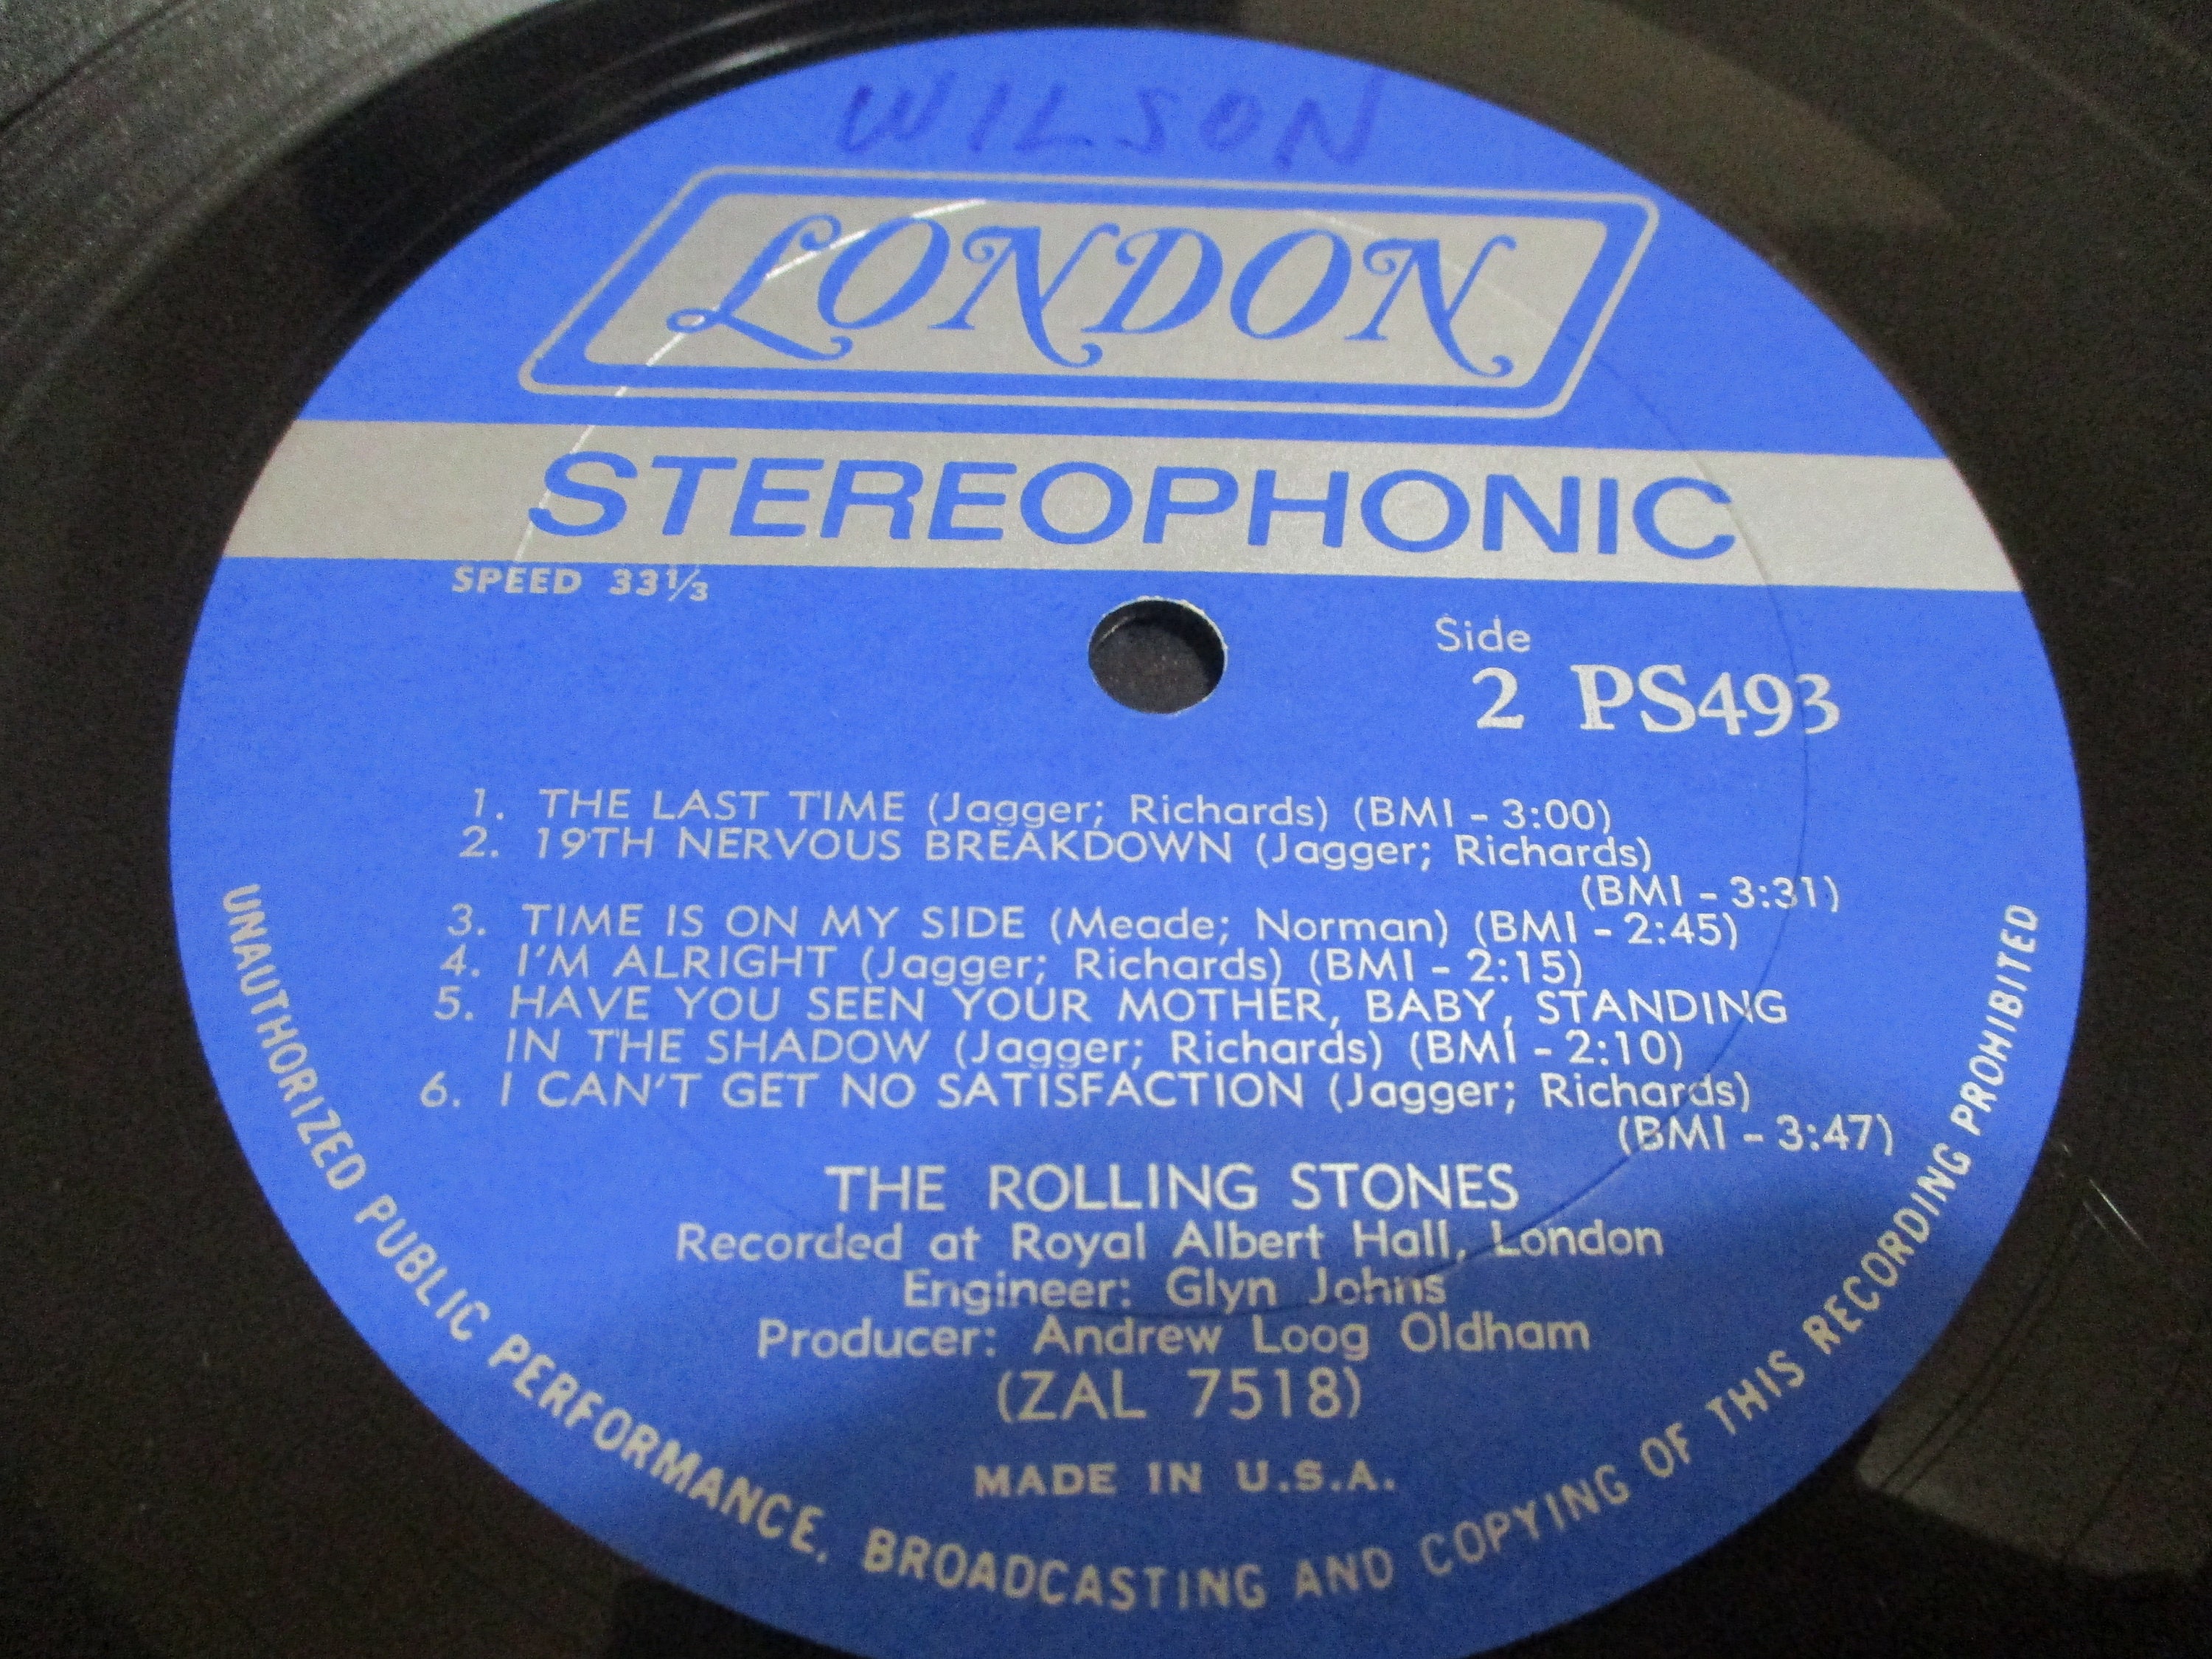 WILSON
LONDON
STEREOPHONIC
SPEED 33⅓
Side
2 PS493
1. THE LAST TIME (Jagger; Richards) (BMI - 3:00)
2. 19TH NERVOUS BREAKDOWN (Jagger; Richards)
(BMI - 3:31)
3. TIME IS ON MY SIDE (Meade; Norman) (BMI - 2:45)
4. I'M ALRIGHT (Jagger; Richards) (BMI - 2:15)
5. HAVE YOU SEEN YOUR MOTHER, BABY, STANDING
IN THE SHADOW (Jagger; Richards) (BMI - 2:10)
6. I CAN'T GET NO SATISFACTION (Jagger; Richards)
(BMI - 3:47)
THE ROLLING STONES
Recorded at Royal Albert Hall, London
Engineer: Glyn Johns
Producer: Andrew Loog Oldham
(ZAL 7518)
MADE IN U.S.A.
UNAUTHORIZED PUBLIC PERFORMANCE, BROADCASTING AND COPYING OF THIS RECORDING PROHIBITED